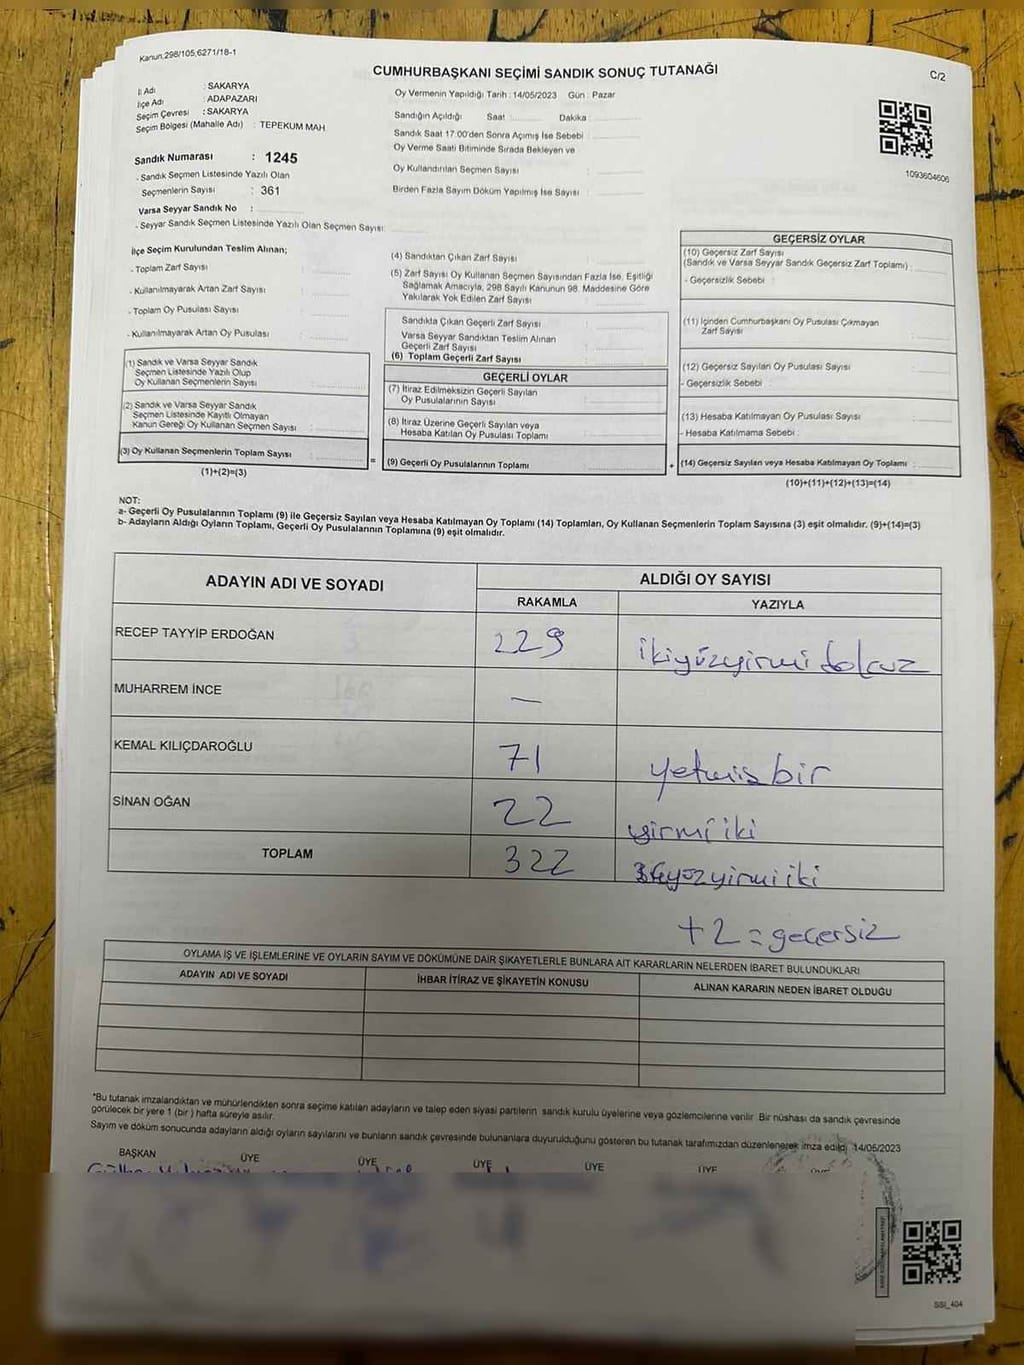 Kanun,298/105,6271/18-1
CUMHURBAŞKANI SEÇİMİ SANDIK SONUÇ TUTANAĞI
C/2
İl Adı : SAKARYA
İlçe Adı : ADAPAZARI
Seçim Çevresi : SAKARYA
Seçim Bölgesi (Mahalle Adı) : TEPEKUM MAH
Sandık Numarası : 1245
- Sandık Seçmen Listesinde Yazılı Olan
Seçmenlerin Sayısı : 361
Varsa Seyyar Sandık No :
- Seyyar Sandık Seçmen Listesinde Yazılı Olan Seçmen Sayısı:
Oy Vermenin Yapıldığı Tarih : 14/05/2023 Gün : Pazar
Sandığın Açıldığı: Saat Dakika :
Sandık Saat 17:00'den Sonra Açımış İse Sebebi :
Oy Verme Saati Bitiminde Sırada Bekleyen ve
Oy Kullandırılan Seçmen Sayısı :
Birden Fazla Sayım Döküm Yapılmış İse Sayısı :
1093604606
İlçe Seçim Kurulundan Teslim Alınan;
- Toplam Zarf Sayısı :
- Kullanılmayarak Artan Zarf Sayısı :
- Toplam Oy Pusulası Sayısı :
- Kullanılmayarak Artan Oy Pusulası :
(1) Sandık ve Varsa Seyyar Sandık
Seçmen Listesinde Yazılı Olup
Oy Kullanan Seçmenlerin Sayısı :
(2) Sandık ve Varsa Seyyar Sandık
Seçmen Listesinde Kayıtlı Olmayan
Kanun Gereği Oy Kullanan Seçmen Sayısı :
(3) Oy Kullanan Seçmenlerin Toplam Sayısı :
(1)+(2)=(3)
(4) Sandıktan Çıkan Zarf Sayısı :
(5) Zarf Sayısı Oy Kullanan Seçmen Sayısından Fazla İse, Eşitliği
Sağlamak Amacıyla, 298 Sayılı Kanunun 98. Maddesine Göre
Yakılarak Yok Edilen Zarf Sayısı :
Sandıkta Çıkan Geçerli Zarf Sayısı :
Varsa Seyyar Sandıktan Teslim Alınan
Geçerli Zarf Sayısı :
(6) Toplam Geçerli Zarf Sayısı :
GEÇERLİ OYLAR
(7) İtiraz Edilmeksizin Geçerli Sayılan
Oy Pusulalarının Sayısı :
(8) İtiraz Üzerine Geçerli Sayılan veya
Hesaba Katılan Oy Pusulası Toplamı :
= (9) Geçerli Oy Pusulalarının Toplamı :
GEÇERSİZ OYLAR
(10) Geçersiz Zarf Sayısı
(Sandık ve Varsa Seyyar Sandık Geçersiz Zarf Toplamı) :
- Geçersizlik Sebebi :
(11) İçinden Cumhurbaşkanı Oy Pusulası Çıkmayan
Zarf Sayısı :
(12) Geçersiz Sayılan Oy Pusulası Sayısı :
- Geçersizlik Sebebi :
(13) Hesaba Katılmayan Oy Pusulası Sayısı :
- Hesaba Katılmama Sebebi :
+ (14) Geçersiz Sayılan veya Hesaba Katılmayan Oy Toplamı :
(10)+(11)+(12)+(13)=(14)
NOT:
a- Geçerli Oy Pusulalarının Toplamı (9) ile Geçersiz Sayılan veya Hesaba Katılmayan Oy Toplamı (14) Toplamları, Oy Kullanan Seçmenlerin Toplam Sayısına (3) eşit olmalıdır. (9)+(14)=(3)
b- Adayların Aldığı Oyların Toplamı, Geçerli Oy Pusulalarının Toplamına (9) eşit olmalıdır.
ADAYIN ADI VE SOYADI ALDIĞI OY SAYISI
RAKAMLA YAZIYLA
RECEP TAYYİP ERDOĞAN 229 ikiyüzyirmi dokuz
MUHARREM İNCE —
KEMAL KILIÇDAROĞLU 71 yetmiş bir
SİNAN OĞAN 22 yirmi iki
TOPLAM 322 yirmi iki
+2 = geçersiz
OYLAMA İŞ VE İŞLEMLERİNE VE OYLARIN SAYIM VE DÖKÜMÜNE DAİR ŞİKAYETLERLE BUNLARA AİT KARARLARIN NELERDEN İBARET BULUNDUKLARI
ADAYIN ADI VE SOYADI İHBAR İTİRAZ VE ŞİKAYETİN KONUSU ALINAN KARARIN NEDEN İBARET OLDUĞU
*Bu tutanak imzalandıktan ve mühürlendikten sonra seçime katılan adayların ve talep eden siyasi partilerin sandık kurulu üyelerine veya gözlemcilerine verilir. Bir nüshası da sandık çevresinde
görülecek bir yere 1 (bir) hafta süreyle asılır.
Sayım ve döküm sonucunda adayların aldığı oyların sayılarını ve bunların sandık çevresinde bulunanlara duyurulduğunu gösteren bu tutanak tarafımızdan düzenlenerek imza edildi. 14/05/2023
BAŞKAN ÜYE ÜYE ÜYE ÜYE ÜYE ÜYE
SSI_404